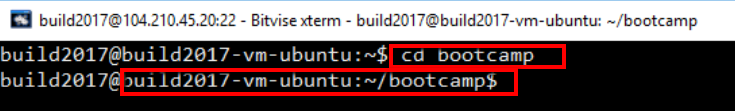 build2017@104.210.45.20:22 - Bitvise xterm - build2017@build2017-vm-ubuntu: ~/bootcamp
build2017@build2017-vm-ubuntu:~$ cd bootcamp
build2017@build2017-vm-ubuntu:~/bootcamp$